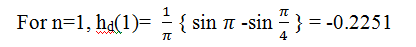 For n=1, hd(1)= 1/π { sin π -sin π/4 } = -0.2251